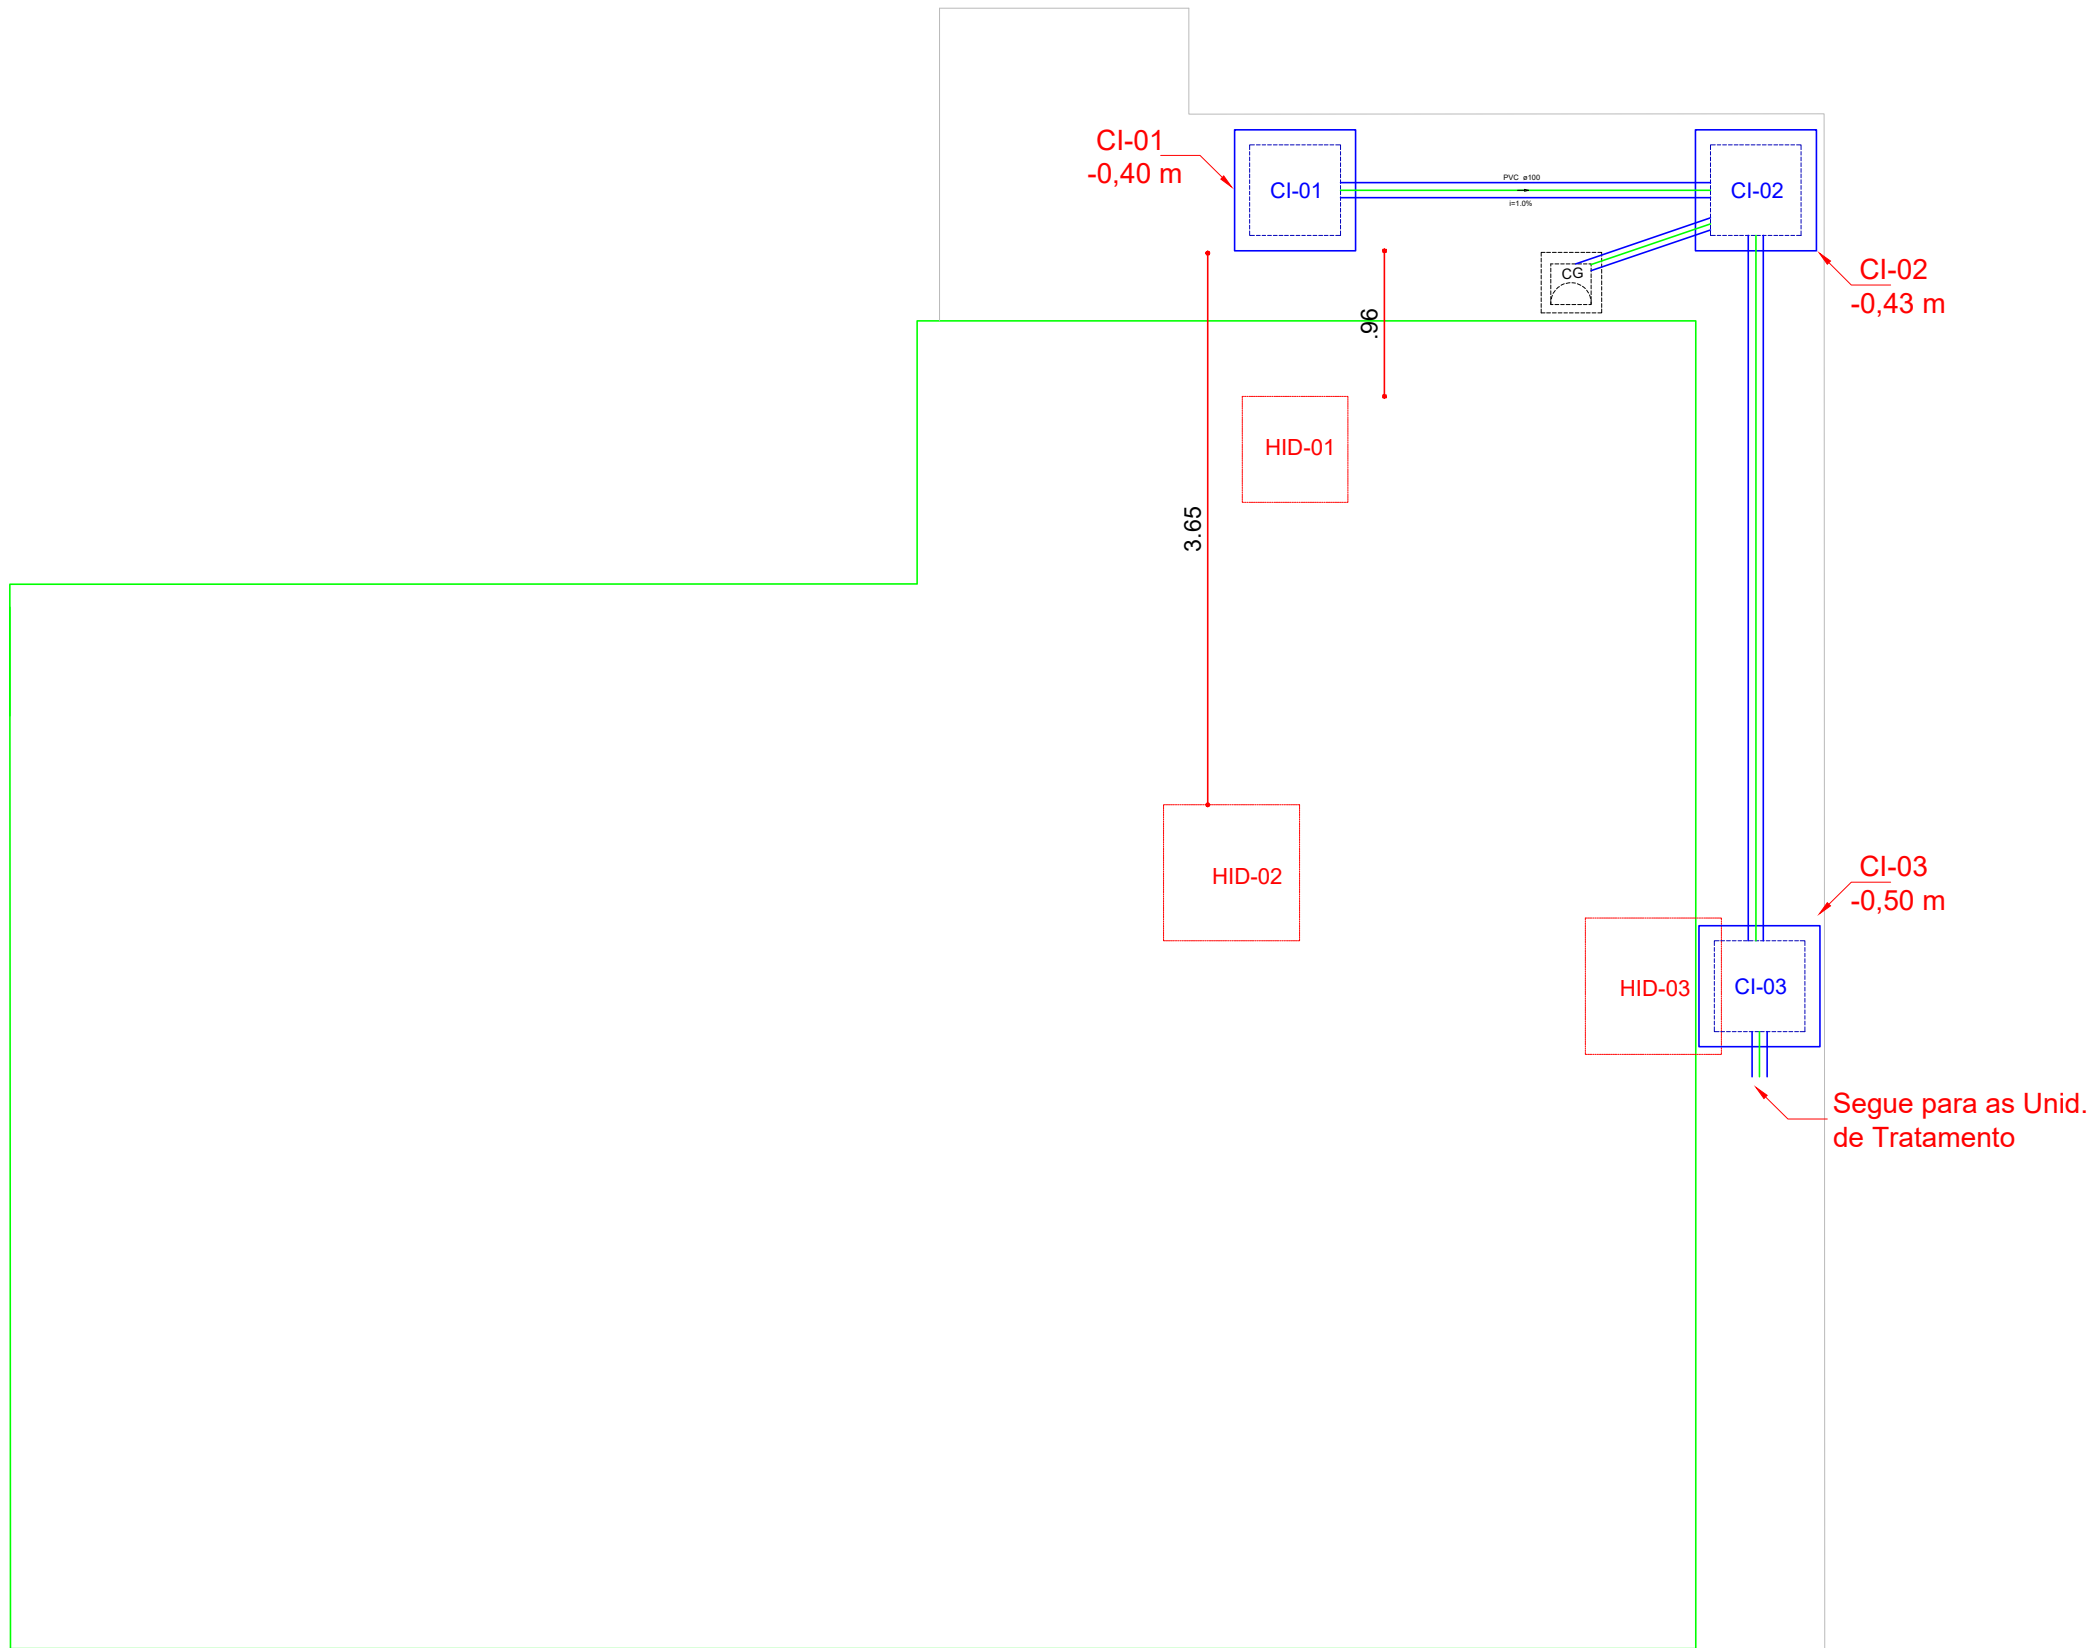 CI-01
-0,40 m
CI-01
PVC ø100
i=1.0%
CI-02
CG
CI-02
-0,43 m
.96
HID-01
3.65
HID-02
CI-03
-0,50 m
HID-03
CI-03
Segue para as Unid.
de Tratamento